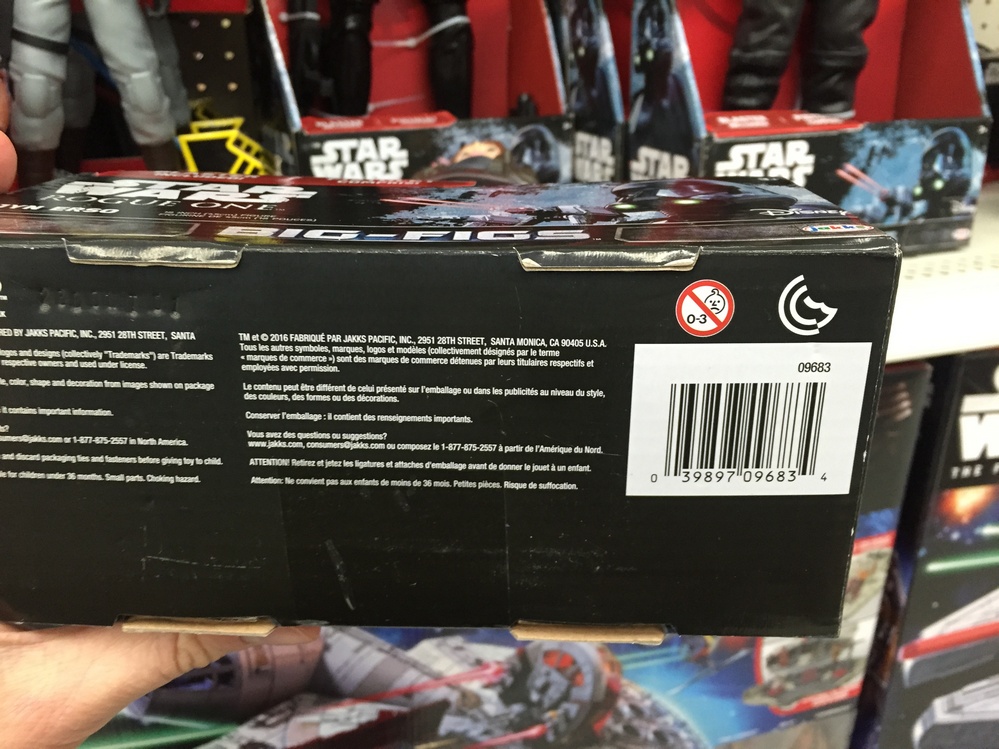 STAR
WARS
STAR
WARS
STAR
STAR
WARS
STAR WARS
ROGUE ONE
ERSO
BIG-FIGS
Disney
jakks
0-3
RED BY JAKKS PACIFIC, INC., 2951 28TH STREET, SANTA
logos and designs (collectively "Trademarks") are Trademarks
respective owners and used under license.
color, shape and decoration from images shown on package
it contains important information.
consumers@jakks.com or 1-877-875-2557 in North America.
and discard packaging ties and fasteners before giving toy to child.
for children under 36 months. Small parts. Choking hazard.
TM et © 2016 FABRIQUÉ PAR JAKKS PACIFIC, INC., 2951 28TH STREET, SANTA MONICA, CA 90405 U.S.A.
Tous les autres symboles, marques, logos et modèles (collectivement désignés par le terme
« marques de commerce ») sont des marques de commerce détenues par leurs titulaires respectifs et
employées avec permission.
Le contenu peut être différent de celui présenté sur l'emballage ou dans les publicités au niveau du style,
des couleurs, des formes ou des décorations.
Conserver l'emballage : il contient des renseignements importants.
Vous avez des questions ou suggestions?
www.jakks.com, consumers@jakks.com ou composez le 1-877-875-2557 à partir de l'Amérique du Nord.
ATTENTION! Retirez et jetez les ligatures et attaches d'emballage avant de donner le jouet à un enfant.
Attention: Ne convient pas aux enfants de moins de 36 mois. Petites pièces. Risque de suffocation.
09683
0 39897 09683 4
THE